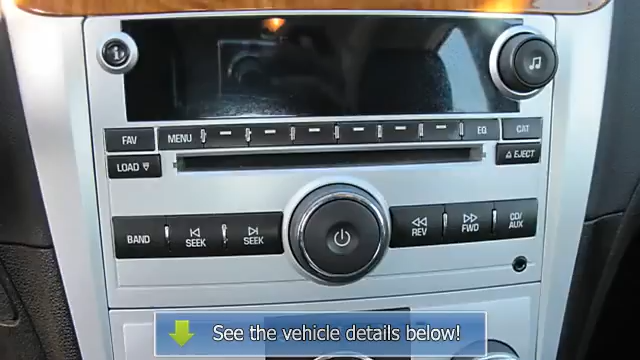 i
FAV MENU EQ CAT
LOAD EJECT
BAND SEEK SEEK REV FWD CD/AUX
See the vehicle details below!